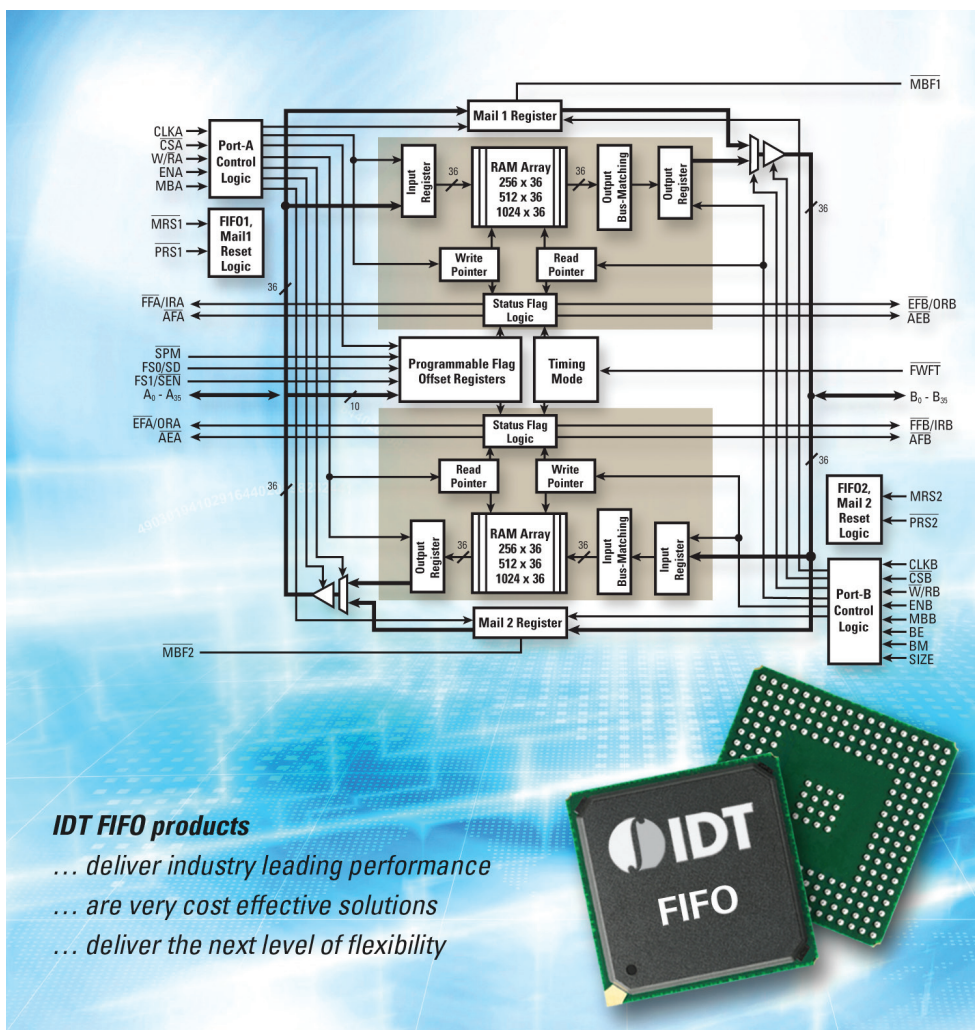 MBF1
Mail 1 Register
CLKA
CSA
W/RA
ENA
MBA
Port-A
Control
Logic
Input
Register
36
RAM Array
256 x 36
512 x 36
1024 x 36
36
Output
Bus-Matching
Output
Register
36
MRS1
PRS1
FIFO1,
Mail1
Reset
Logic
Write
Pointer
Read
Pointer
36
FFA/IRA
AFA
Status Flag
Logic
EFB/ORB
AEB
SPM
FS0/SD
FS1/SEN
A0 - A35
Programmable Flag
Offset Registers
10
Timing
Mode
FWFT
B0 - B35
EFA/ORA
AEA
Status Flag
Logic
FFB/IRB
AFB
36
Read
Pointer
Write
Pointer
36
FIFO2,
Mail 2
Reset
Logic
MRS2
PRS2
Output
Register
36
RAM Array
256 x 36
512 x 36
1024 x 36
36
Input
Bus-Matching
Input
Register
Port-B
Control
Logic
CLKB
CSB
W/RB
ENB
MBB
BE
BM
SIZE
Mail 2 Register
MBF2
IDT FIFO products
… deliver industry leading performance
… are very cost effective solutions
… deliver the next level of flexibility
IDT
FIFO